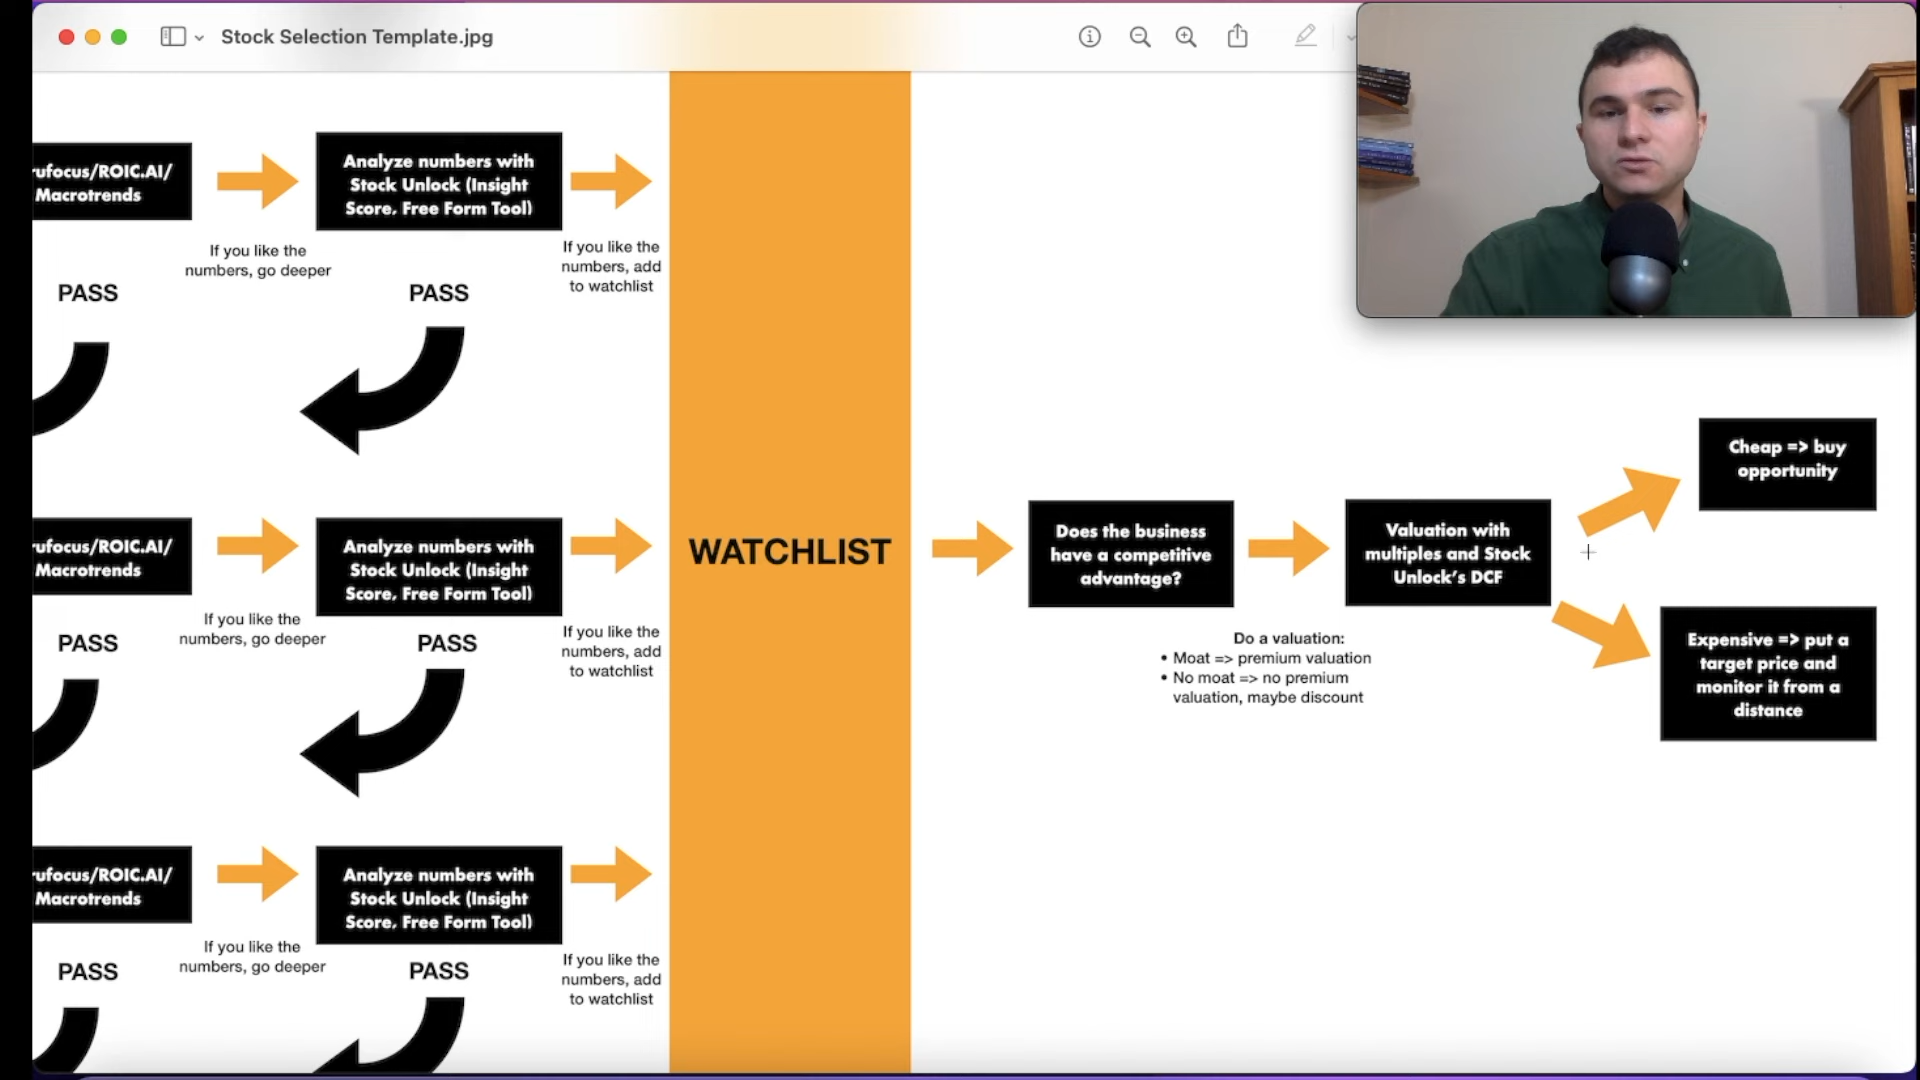 Stock Selection Template.jpg
rufocus/ROIC.AI/
Macrotrends
Analyze numbers with
Stock Unlock (Insight
Score, Free Form Tool)
If you like the
numbers, go deeper
If you like the
numbers, add
to watchlist
PASS
PASS
rufocus/ROIC.AI/
Macrotrends
Analyze numbers with
Stock Unlock (Insight
Score, Free Form Tool)
If you like the
numbers, go deeper
If you like the
numbers, add
to watchlist
PASS
PASS
rufocus/ROIC.AI/
Macrotrends
Analyze numbers with
Stock Unlock (Insight
Score, Free Form Tool)
If you like the
numbers, go deeper
If you like the
numbers, add
to watchlist
PASS
PASS
WATCHLIST
Does the business
have a competitive
advantage?
Do a valuation:
• Moat => premium valuation
• No moat => no premium
valuation, maybe discount
Valuation with
multiples and Stock
Unlock's DCF
Cheap => buy
opportunity
Expensive => put a
target price and
monitor it from a
distance